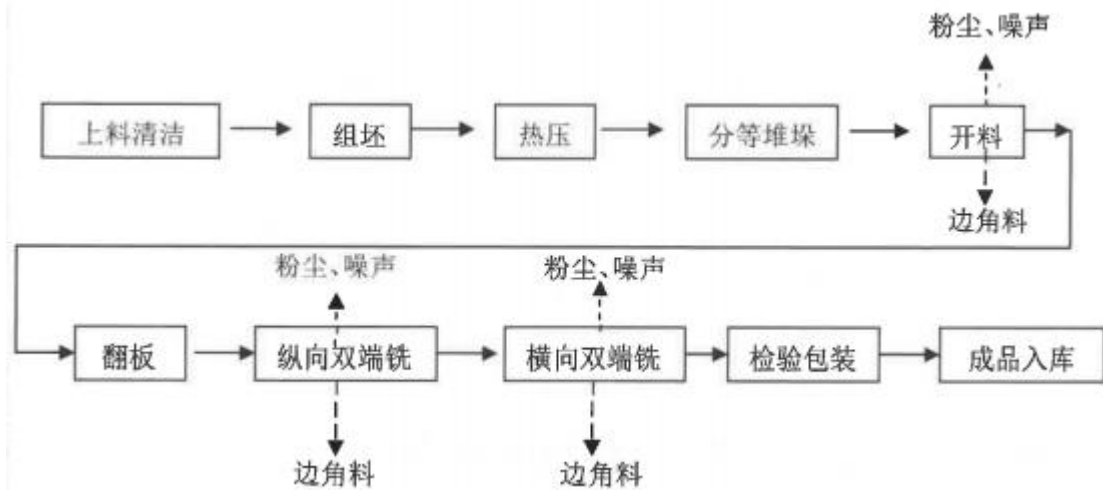 粉尘、噪声
上料清洁
组坯
热压
分等堆垛
开料
边角料
粉尘、噪声
粉尘、噪声
翻板
纵向双端铣
横向双端铣
检验包装
成品入库
边角料
边角料